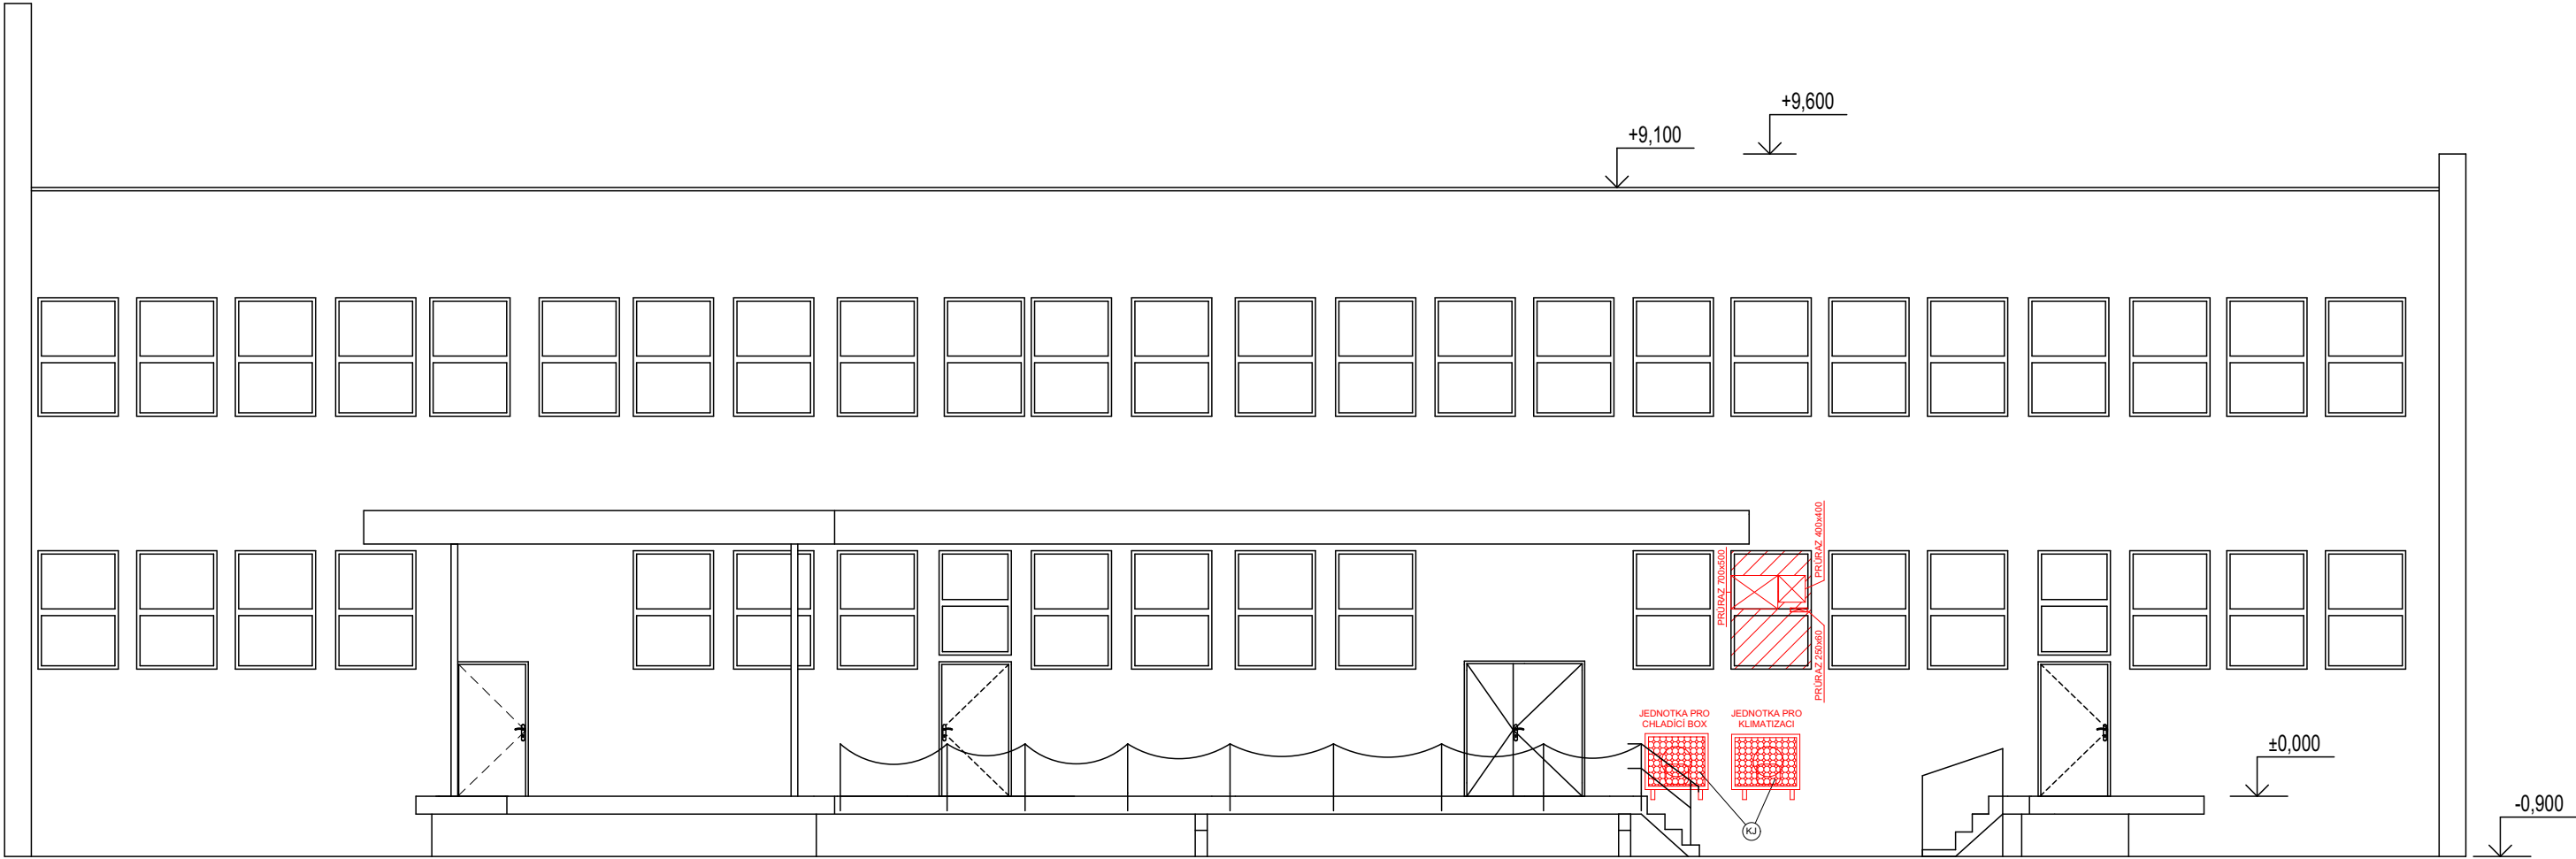 +9,600
+9,100
PRŮRAZ 400x400
PRŮRAZ 700x500
PRŮRAZ 250x60
JEDNOTKA PRO
CHLADÍCÍ BOX
JEDNOTKA PRO
KLIMATIZACI
±0,000
-0,900
KJ